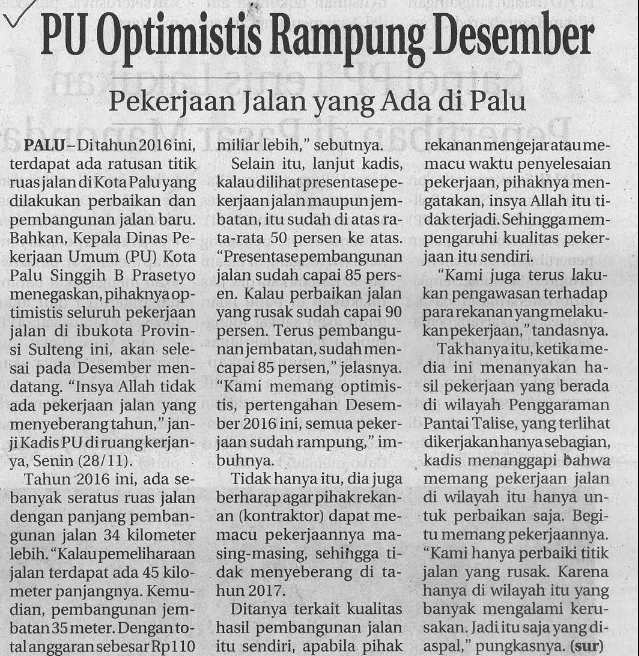 PU Optimistis Rampung Desember
Pekerjaan Jalan yang Ada di Palu
PALU – Di tahun 2016 ini,
terdapat ada ratusan titik
ruas jalan di Kota Palu yang
dilakukan perbaikan dan
pembangunan jalan baru.
Bahkan, Kepala Dinas Pe-
kerjaan Umum (PU) Kota
Palu Singgih B Prasetyo
menegaskan, pihaknya op-
timistis seluruh pekerjaan
jalan di ibukota Provin-
si Sulteng ini, akan sele-
sai pada Desember men-
datang. “Insya Allah tidak
ada pekerjaan jalan yang
menyeberang tahun,” jan-
ji Kadis PU di ruang kerjan-
ya, Senin (28/11).
Tahun 2016 ini, ada se-
banyak seratus ruas jalan
dengan panjang pemban-
gunan jalan 34 kilometer
lebih. “Kalau pemeliharaan
jalan terdapat ada 45 kilo-
meter panjangnya. Kemu-
dian, pembangunan jem-
batan 35 meter. Dengan to-
tal anggaran sebesar Rp110
miliar lebih,” sebutnya.
Selain itu, lanjut kadis,
kalau dilihat presentase pe-
kerjaan jalan maupun jem-
batan, itu sudah di atas ra-
ta-rata 50 persen ke atas.
“Presentase pembangunan
jalan sudah capai 85 pers-
en. Kalau perbaikan jalan
yang rusak sudah capai 90
persen. Terus pembangu-
nan jembatan, sudah men-
capai 85 persen,” jelasnya.
“Kami memang optimis-
tis, pertengahan Desem-
ber 2016 ini, semua peker-
jaan sudah rampung,” im-
buhnya.
Tidak hanya itu, dia juga
berharap agar pihak rekan-
an (kontraktor) dapat me-
macu pekerjaannya ma-
sing-masing, sehingga ti-
dak menyeberang di ta-
hun 2017.
Ditanya terkait kualitas
hasil pembangunan jalan
itu sendiri, apabila pihak
rekanan mengejar atau me-
macu waktu penyelesaian
pekerjaan, pihaknya men-
gatakan, insya Allah itu ti-
dak terjadi. Sehingga mem-
pengaruhi kualitas peker-
jaan itu sendiri.
“Kami juga terus laku-
kan pengawasan terhadap
para rekanan yang melaku-
kan pekerjaan,” tandasnya.
Tak hanya itu, ketika me-
dia ini menanyakan ha-
sil pekerjaan yang berada
di wilayah Penggaraman
Pantai Talise, yang terlihat
dikerjakan hanya sebagian,
kadis menanggapi bahwa
memang pekerjaan jalan
di wilayah itu hanya un-
tuk perbaikan saja. Begi-
tu memang pekerjaannya.
“Kami hanya perbaiki titik
jalan yang rusak. Karena
hanya di wilayah itu yang
banyak mengalami keru-
sakan. Jadi itu saja yang di-
aspal,” pungkasnya. (sur)